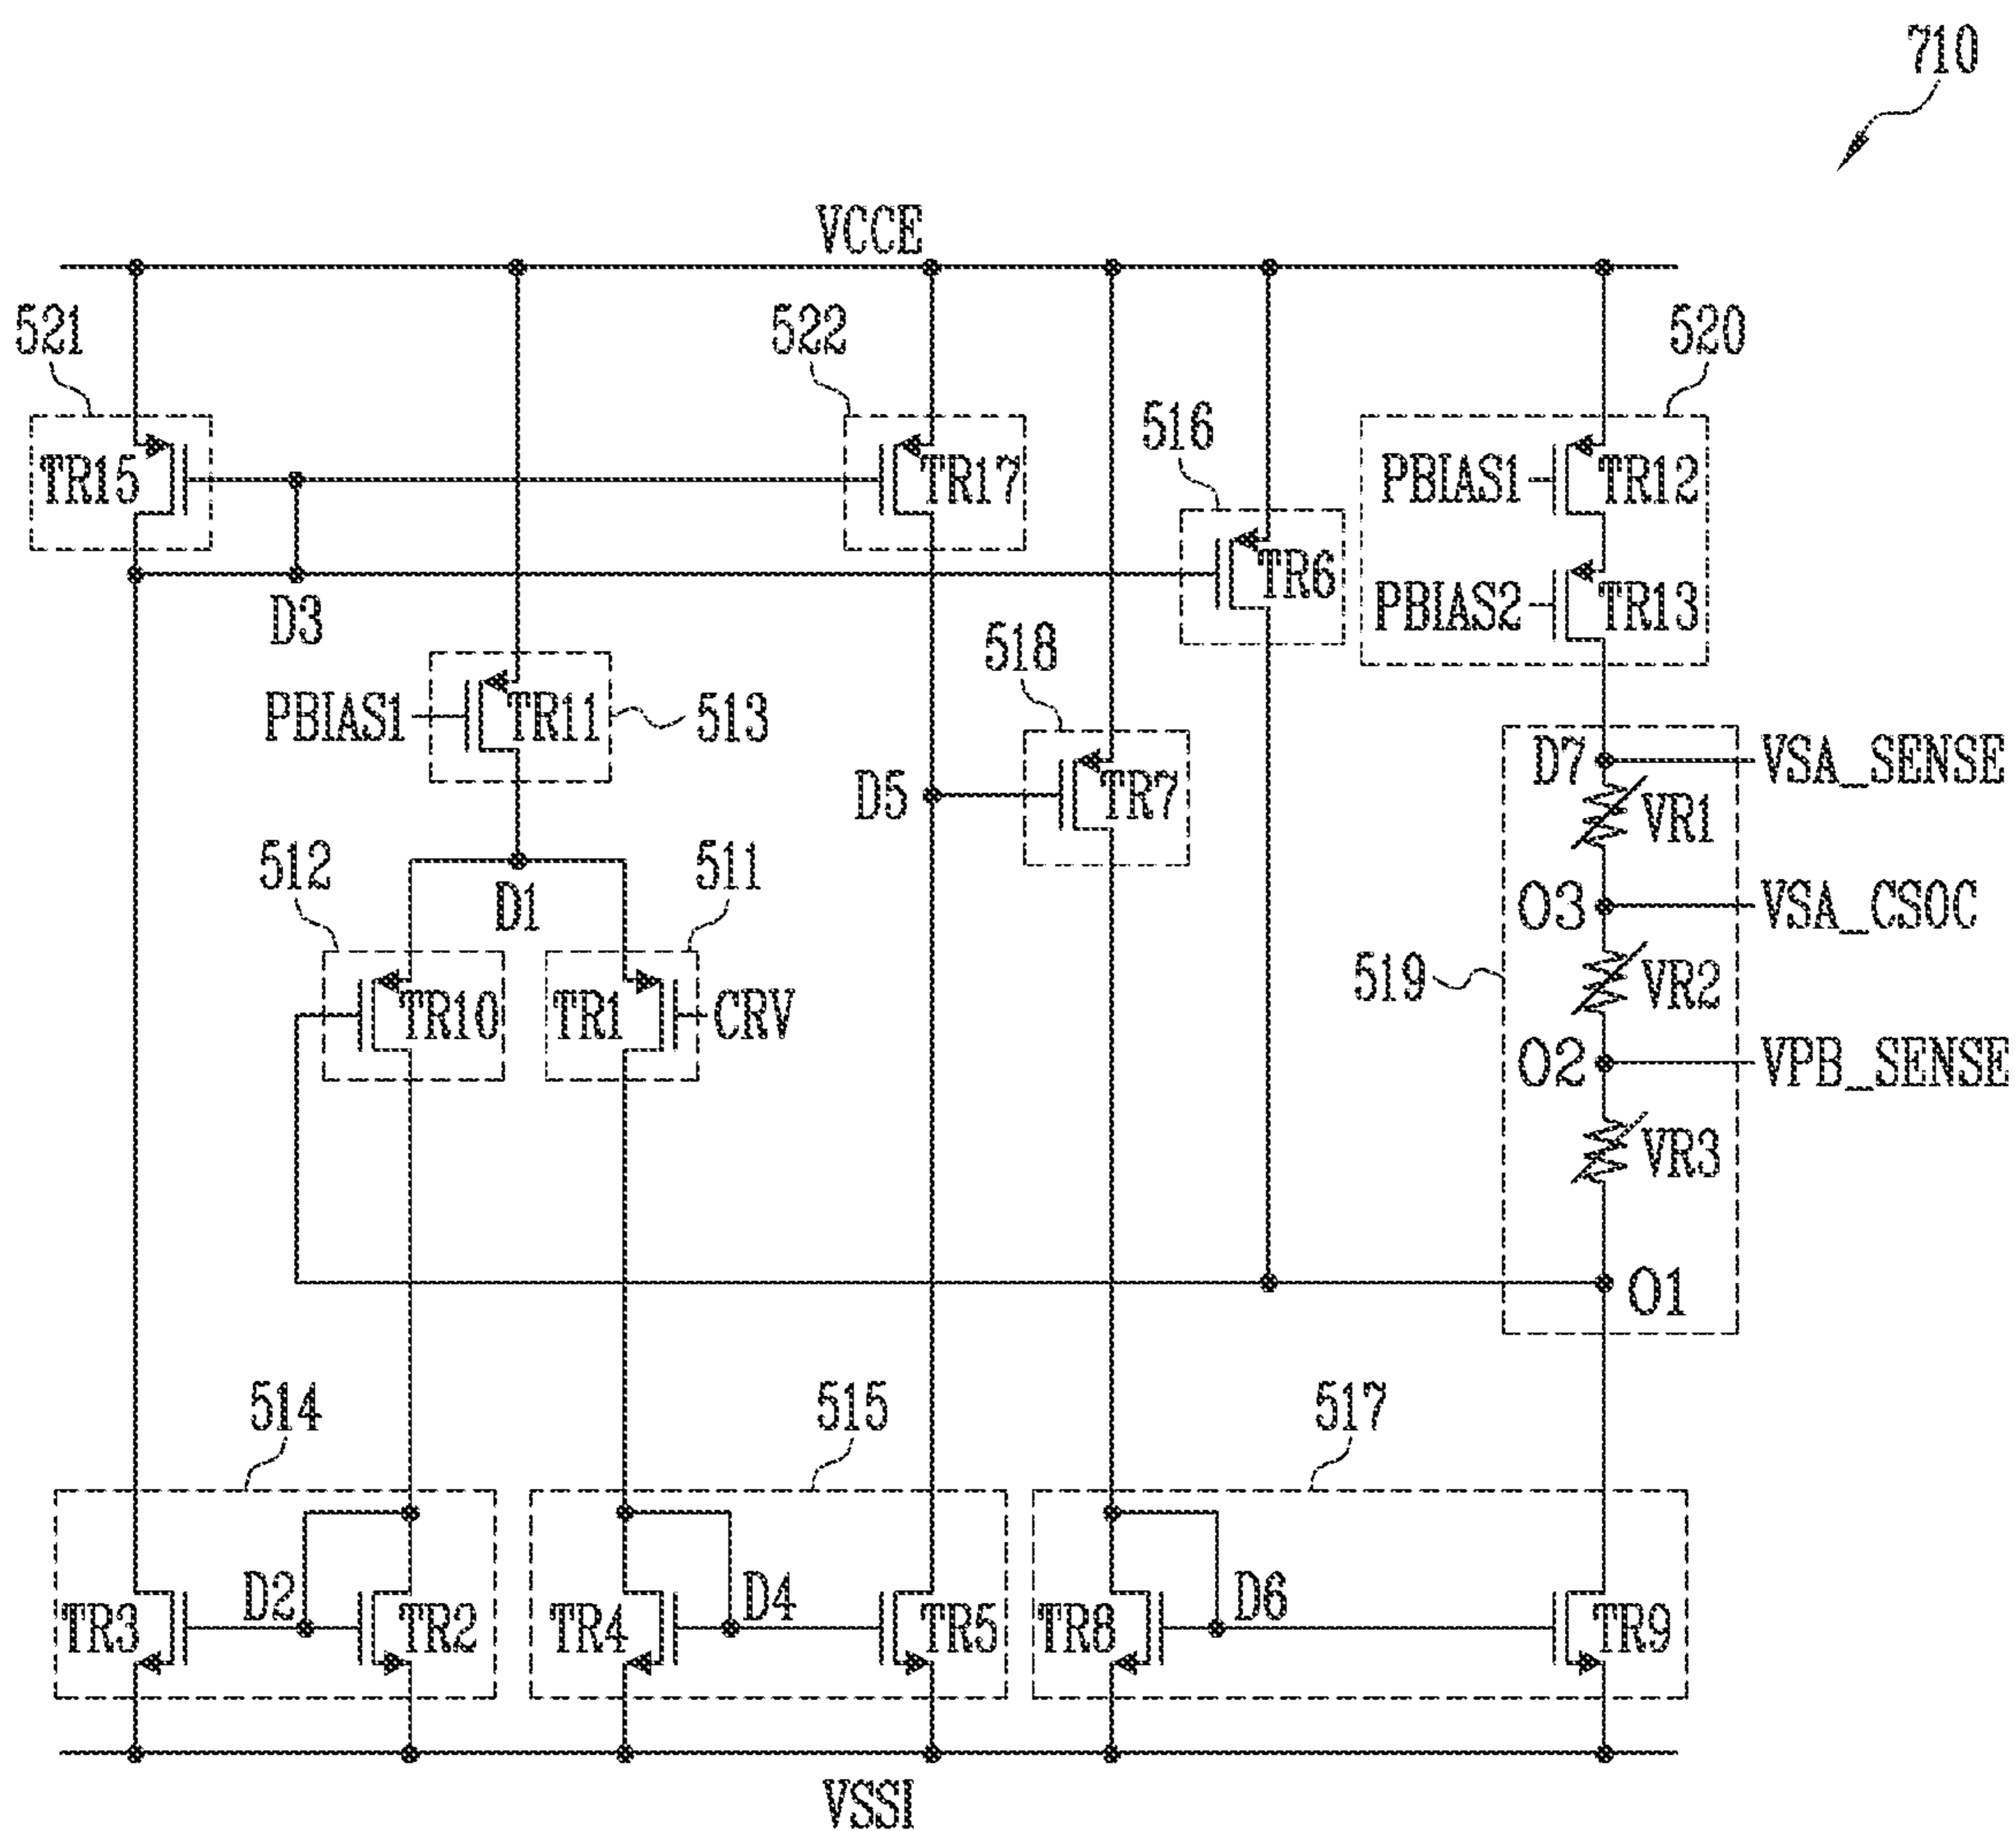 710
VCCE
521
522
520
516
TR15
TR17
PBIAS1
TR12
TR6
PBIAS2
TR13
D3
518
PBIAS1
TR11
513
D7
VSA_SENSE
D5
TR7
VR1
512
511
D1
O3
VSA_CSOC
519
TR10
TR1
CRV
VR2
O2
VPB_SENSE
VR3
O1
514
515
517
TR3
D2
TR2
TR4
D4
TR5
TR8
D6
TR9
VSSI